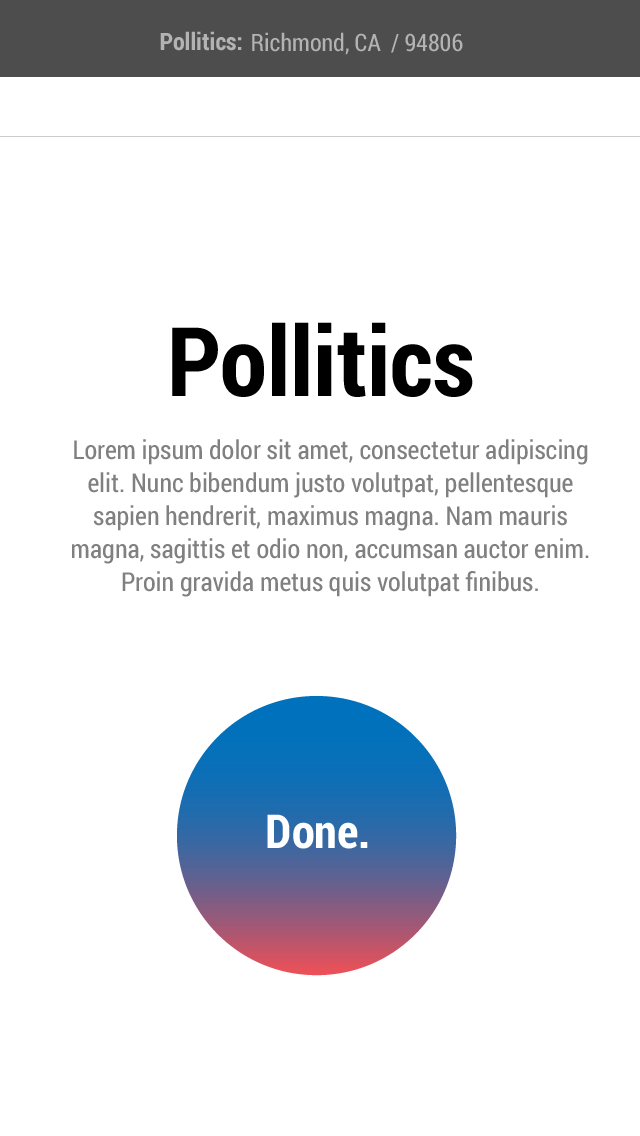 Pollitics: Richmond, CA / 94806
Pollitics
Lorem ipsum dolor sit amet, consectetur adipiscing
elit. Nunc bibendum justo volutpat, pellentesque
sapien hendrerit, maximus magna. Nam mauris
magna, sagittis et odio non, accumsan auctor enim.
Proin gravida metus quis volutpat finibus.
Done.